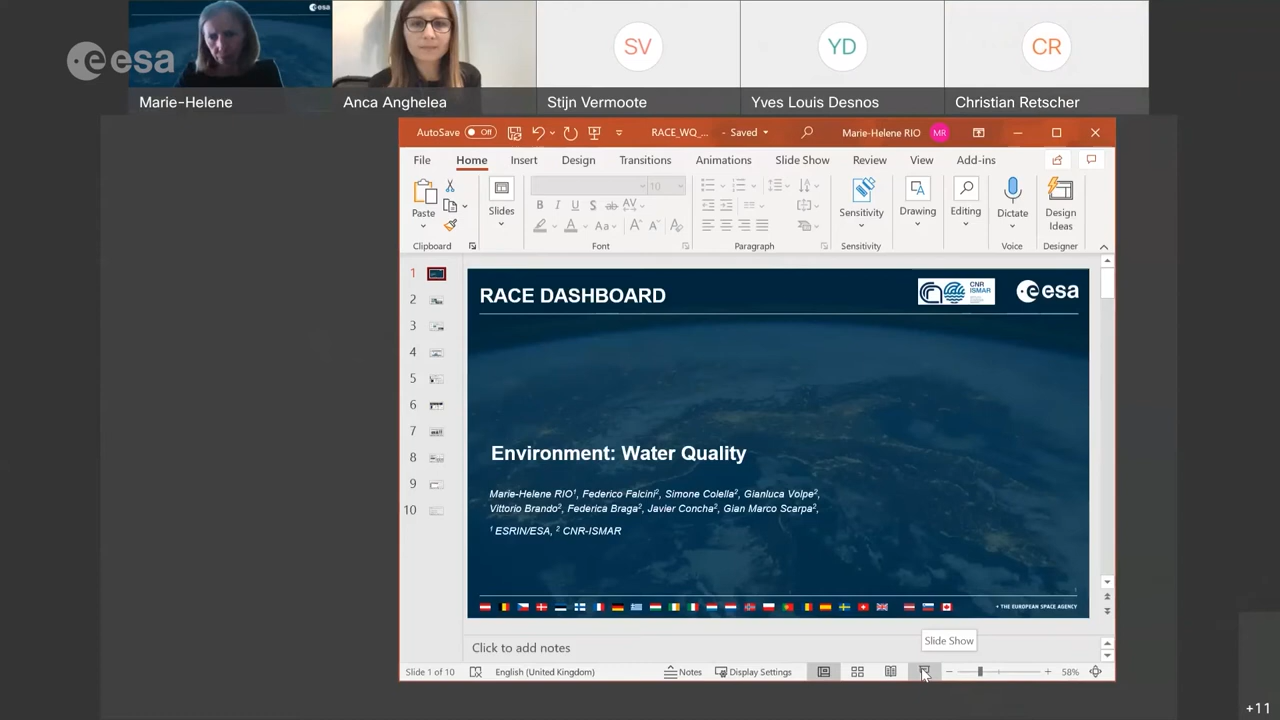 esa
esa
Marie-Helene
Anca Anghelea
SV
Stijn Vermoote
YD
Yves Louis Desnos
CR
Christian Retscher
AutoSave Off
RACE_WQ_... - Saved
Marie-Helene RIO MR
File Home Insert Design Transitions Animations Slide Show Review View Add-ins
10
Paste
Slides
B I U S ab AV
Aa
A A
Sensitivity
Drawing
Editing
Dictate
Design
Ideas
Clipboard
Font
Paragraph
Sensitivity
Voice
Designer
1
2
3
4
5
6
7
8
9
10
RACE DASHBOARD
CNR
ISMAR
esa
Environment: Water Quality
Marie-Helene RIO¹, Federico Falcini², Simone Colella², Gianluca Volpe²,
Vittorio Brando², Federica Braga², Javier Concha², Gian Marco Scarpa²,
¹ ESRIN/ESA, ² CNR-ISMAR
THE EUROPEAN SPACE AGENCY
Slide Show
Click to add notes
Slide 1 of 10
English (United Kingdom)
Notes
Display Settings
58%
+11